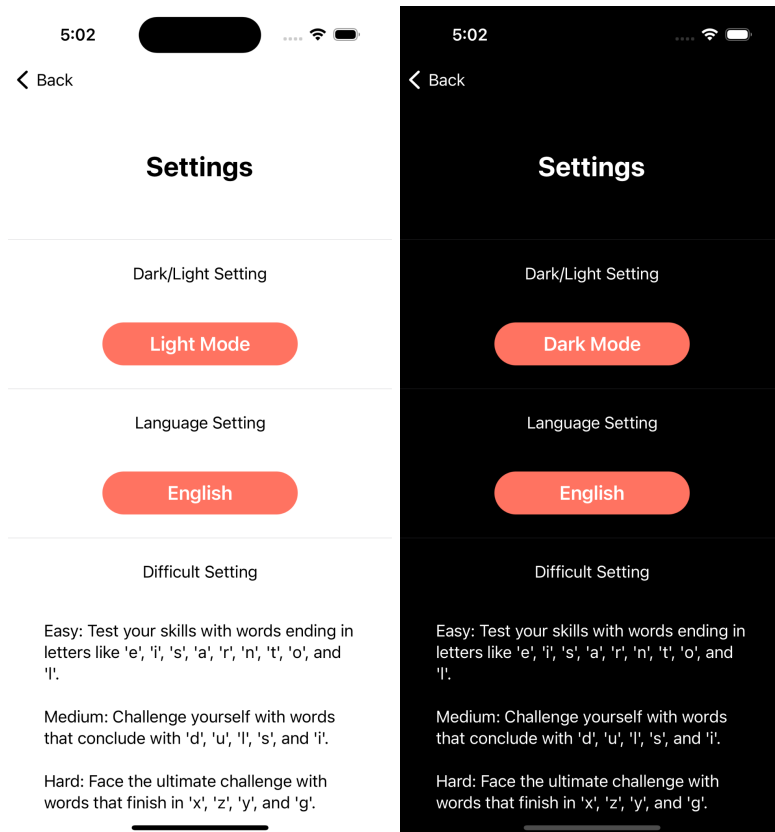 5:02
Back
Settings
Dark/Light Setting
Light Mode
Language Setting
English
Difficult Setting
Easy: Test your skills with words ending in
letters like 'e', 'i', 's', 'a', 'r', 'n', 't', 'o', and
'l'.
Medium: Challenge yourself with words
that conclude with 'd', 'u', 'l', 's', and 'i'.
Hard: Face the ultimate challenge with
words that finish in 'x', 'z', 'y', and 'g'.
5:02
Back
Settings
Dark/Light Setting
Dark Mode
Language Setting
English
Difficult Setting
Easy: Test your skills with words ending in
letters like 'e', 'i', 's', 'a', 'r', 'n', 't', 'o', and
'l'.
Medium: Challenge yourself with words
that conclude with 'd', 'u', 'l', 's', and 'i'.
Hard: Face the ultimate challenge with
words that finish in 'x', 'z', 'y', and 'g'.